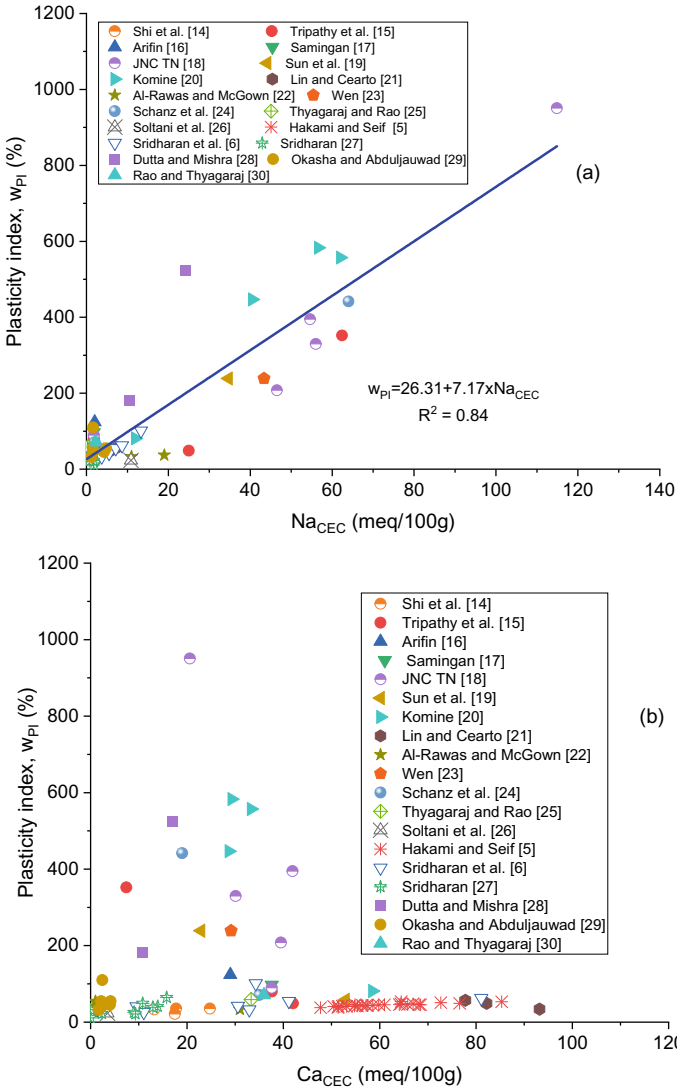 1200
1000
800
600
400
200
0
Plasticity index, wPI (%)
Shi et al. [14] Tripathy et al. [15]
Arifin [16] Samingan [17]
JNC TN [18] Sun et al. [19]
Komine [20] Lin and Cearto [21]
Al-Rawas and McGown [22] Wen [23]
Schanz et al. [24] Thyagaraj and Rao [25]
Soltani et al. [26] Hakami and Seif [5]
Sridharan et al. [6] Sridharan [27]
Dutta and Mishra [28] Okasha and Abduljauwad [29]
Rao and Thyagaraj [30]
(a)
wPI=26.31+7.17xNaCEC
R² = 0.84
0 20 40 60 80 100 120 140
NaCEC (meq/100g)
1200
1000
800
600
400
200
0
Plasticity index, wPI (%)
Shi et al. [14]
Tripathy et al. [15]
Arifin [16]
Samingan [17]
JNC TN [18]
Sun et al. [19]
Komine [20]
Lin and Cearto [21]
Al-Rawas and McGown [22]
Wen [23]
Schanz et al. [24]
Thyagaraj and Rao [25]
Soltani et al. [26]
Hakami and Seif [5]
Sridharan et al. [6]
Sridharan [27]
Dutta and Mishra [28]
Okasha and Abduljauwad [29]
Rao and Thyagaraj [30]
(b)
0 20 40 60 80 100 120
CaCEC (meq/100g)